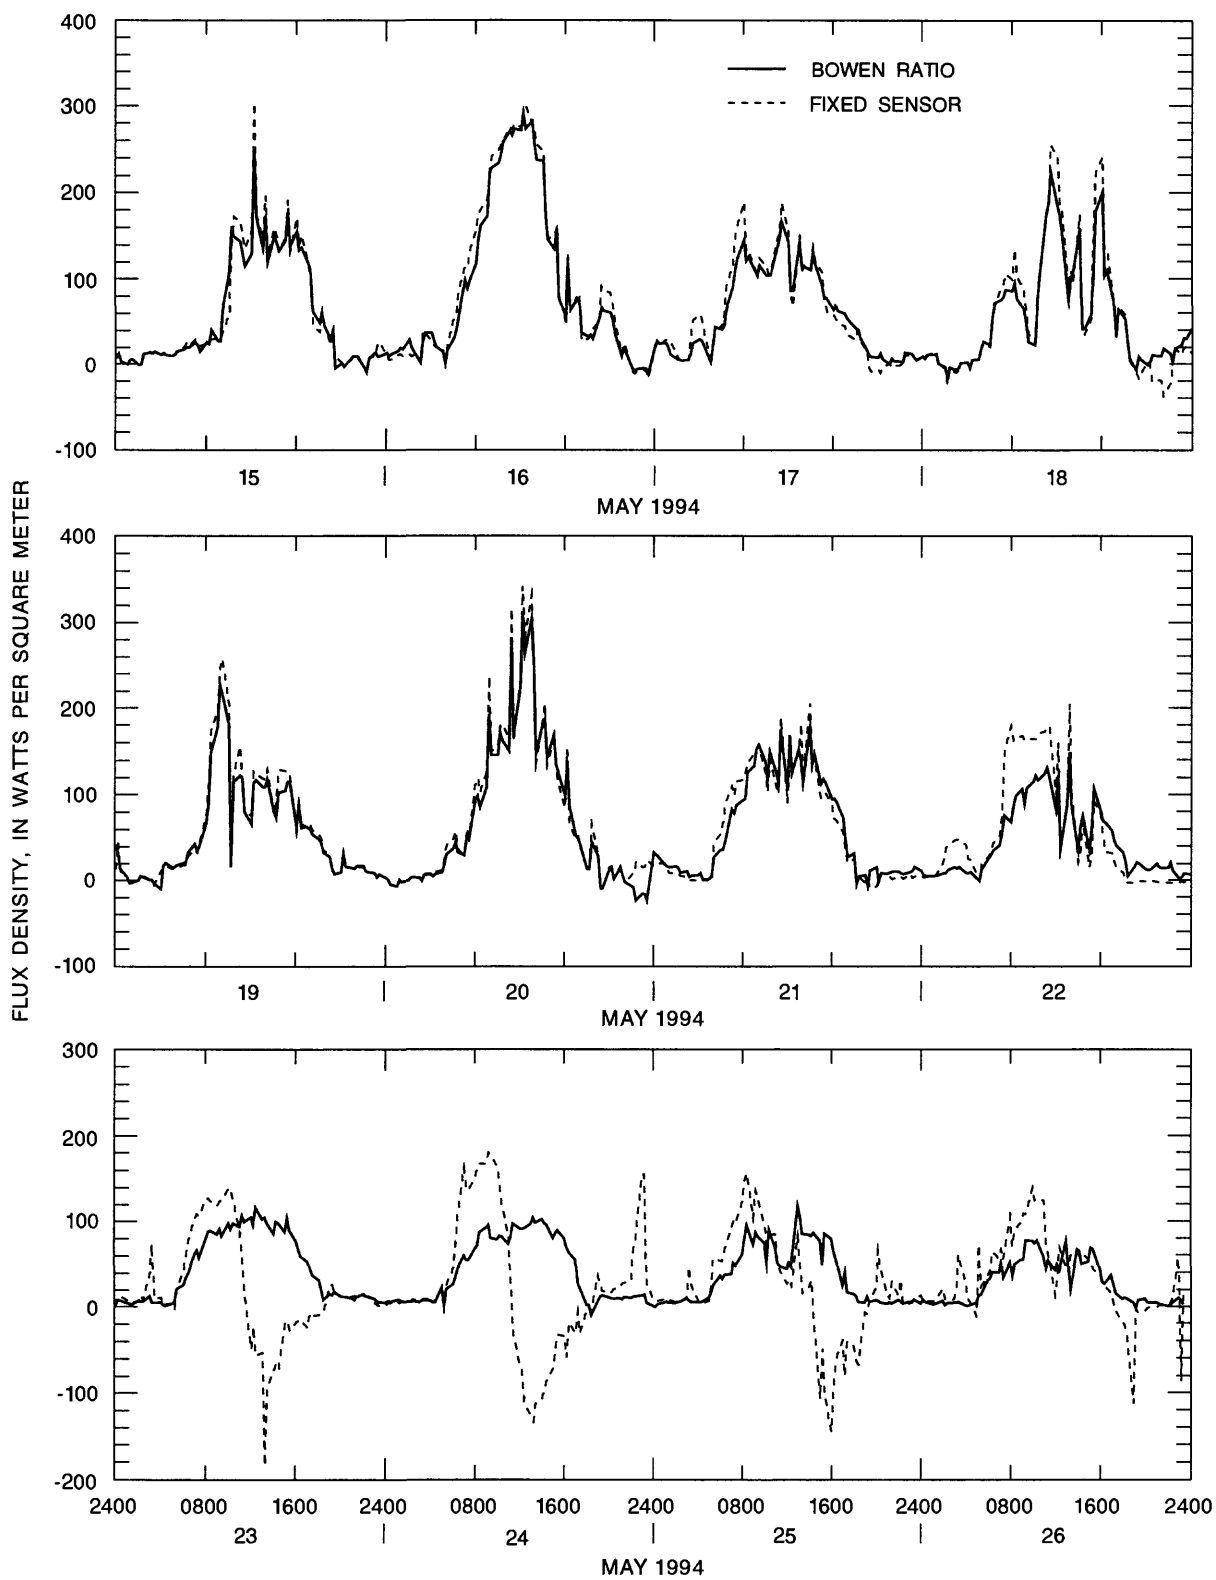 400
300
200
100
0
-100
BOWEN RATIO
FIXED SENSOR
15 | 16 | 17 | 18
MAY 1994
FLUX DENSITY, IN WATTS PER SQUARE METER
400
300
200
100
0
-100
19 | 20 | 21 | 22
MAY 1994
300
200
100
0
-100
-200
2400 0800 1600 2400 0800 1600 2400 0800 1600 2400 0800 1600 2400
23 | 24 | 25 | 26
MAY 1994